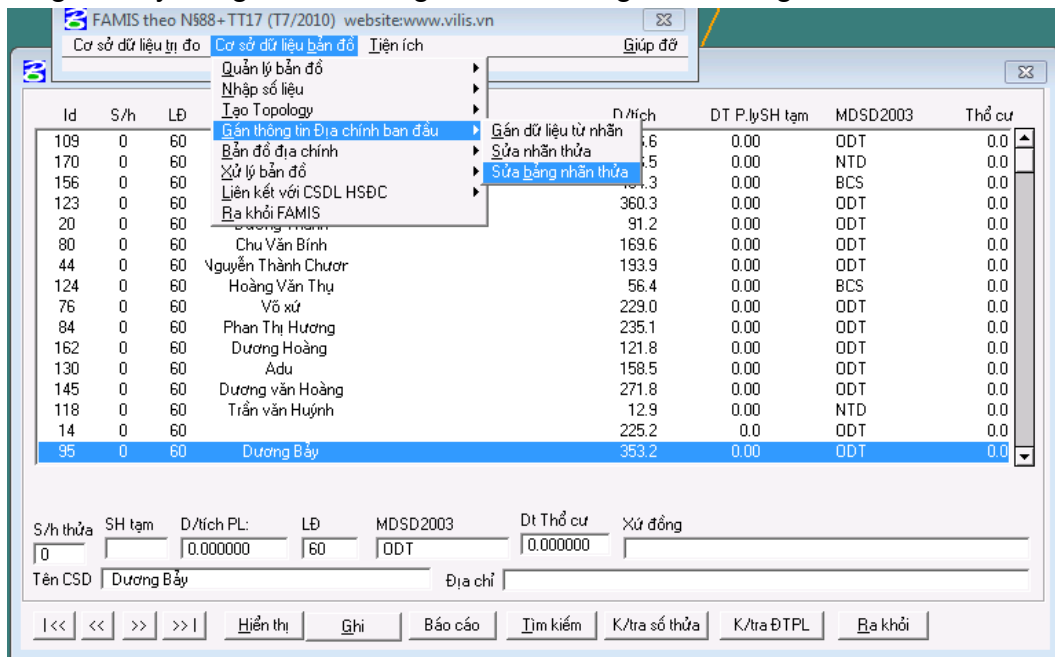 FAMIS theo N§88+TT17 (T7/2010) website:www.vilis.vn
Cơ sở dữ liệu trị đo Cơ sở dữ liệu bản đồ Tiện ích Giúp đỡ
Quản lý bản đồ
Nhập số liệu
Tạo Topology
Gán thông tin Địa chính ban đầu
Bản đồ địa chính
Xử lý bản đồ
Liên kết với CSDL HSĐC
Ra khỏi FAMIS
Gán dữ liệu từ nhãn
Sửa nhãn thửa
Sửa bảng nhãn thửa
Id S/h LĐ D/tích DT P.lySH tạm MDSD2003 Thổ cư
109 0 60 .6 0.00 ODT 0.0
170 0 60 .5 0.00 NTD 0.0
156 0 60 .3 0.00 BCS 0.0
123 0 60 360.3 0.00 ODT 0.0
20 0 60 91.2 0.00 ODT 0.0
80 0 60 Chu Văn Bính 169.6 0.00 ODT 0.0
44 0 60 Nguyễn Thành Chươr 193.9 0.00 ODT 0.0
124 0 60 Hoàng Văn Thụ 56.4 0.00 BCS 0.0
76 0 60 Võ xứ 229.0 0.00 ODT 0.0
84 0 60 Phan Thị Hương 235.1 0.00 ODT 0.0
162 0 60 Dương Hoàng 121.8 0.00 ODT 0.0
130 0 60 Adu 158.5 0.00 ODT 0.0
145 0 60 Dương văn Hoàng 271.8 0.00 ODT 0.0
118 0 60 Trần văn Huýnh 12.9 0.00 NTD 0.0
14 0 60 225.2 0.0 ODT 0.0
95 0 60 Dương Bảy 353.2 0.00 ODT 0.0
S/h thửa SH tạm D/tích PL: LĐ MDSD2003 Dt Thổ cư Xứ đồng
0 0.000000 60 ODT 0.000000
Tên CSD Dương Bảy Địa chỉ
|<< << >> >>| Hiển thị Ghi Báo cáo Tìm kiếm K/tra số thửa K/tra ĐTPL Ra khỏi